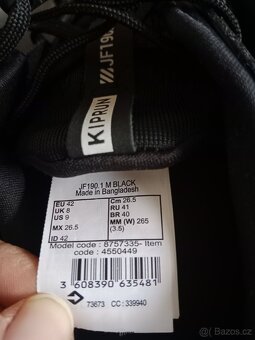 KIPRUN JF190.1
JF190.1 M BLACK
Made in Bangladesh
EU 42 Cm 26.5
UK 8 RU 41
US 9 BR 40
MX 26.5 MM (W) 265
ID 42 (3.5)
Model code : 8757335- Item
code : 4550449
3 608390 635481
73673 CC : 339940
Sbazar.cz